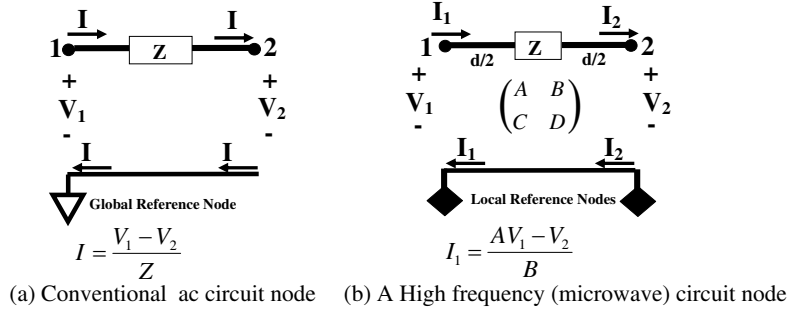 I I I₁ I₂
1 Z 2 1 Z 2
d/2 d/2
+ + + +
V₁ V₂ V₁ (A B C D) V₂
- - - -
I I I₁ I₂
Global Reference Node Local Reference Nodes
I = (V₁ − V₂)/Z I₁ = (AV₁ − V₂)/B
(a) Conventional ac circuit node (b) A High frequency (microwave) circuit node